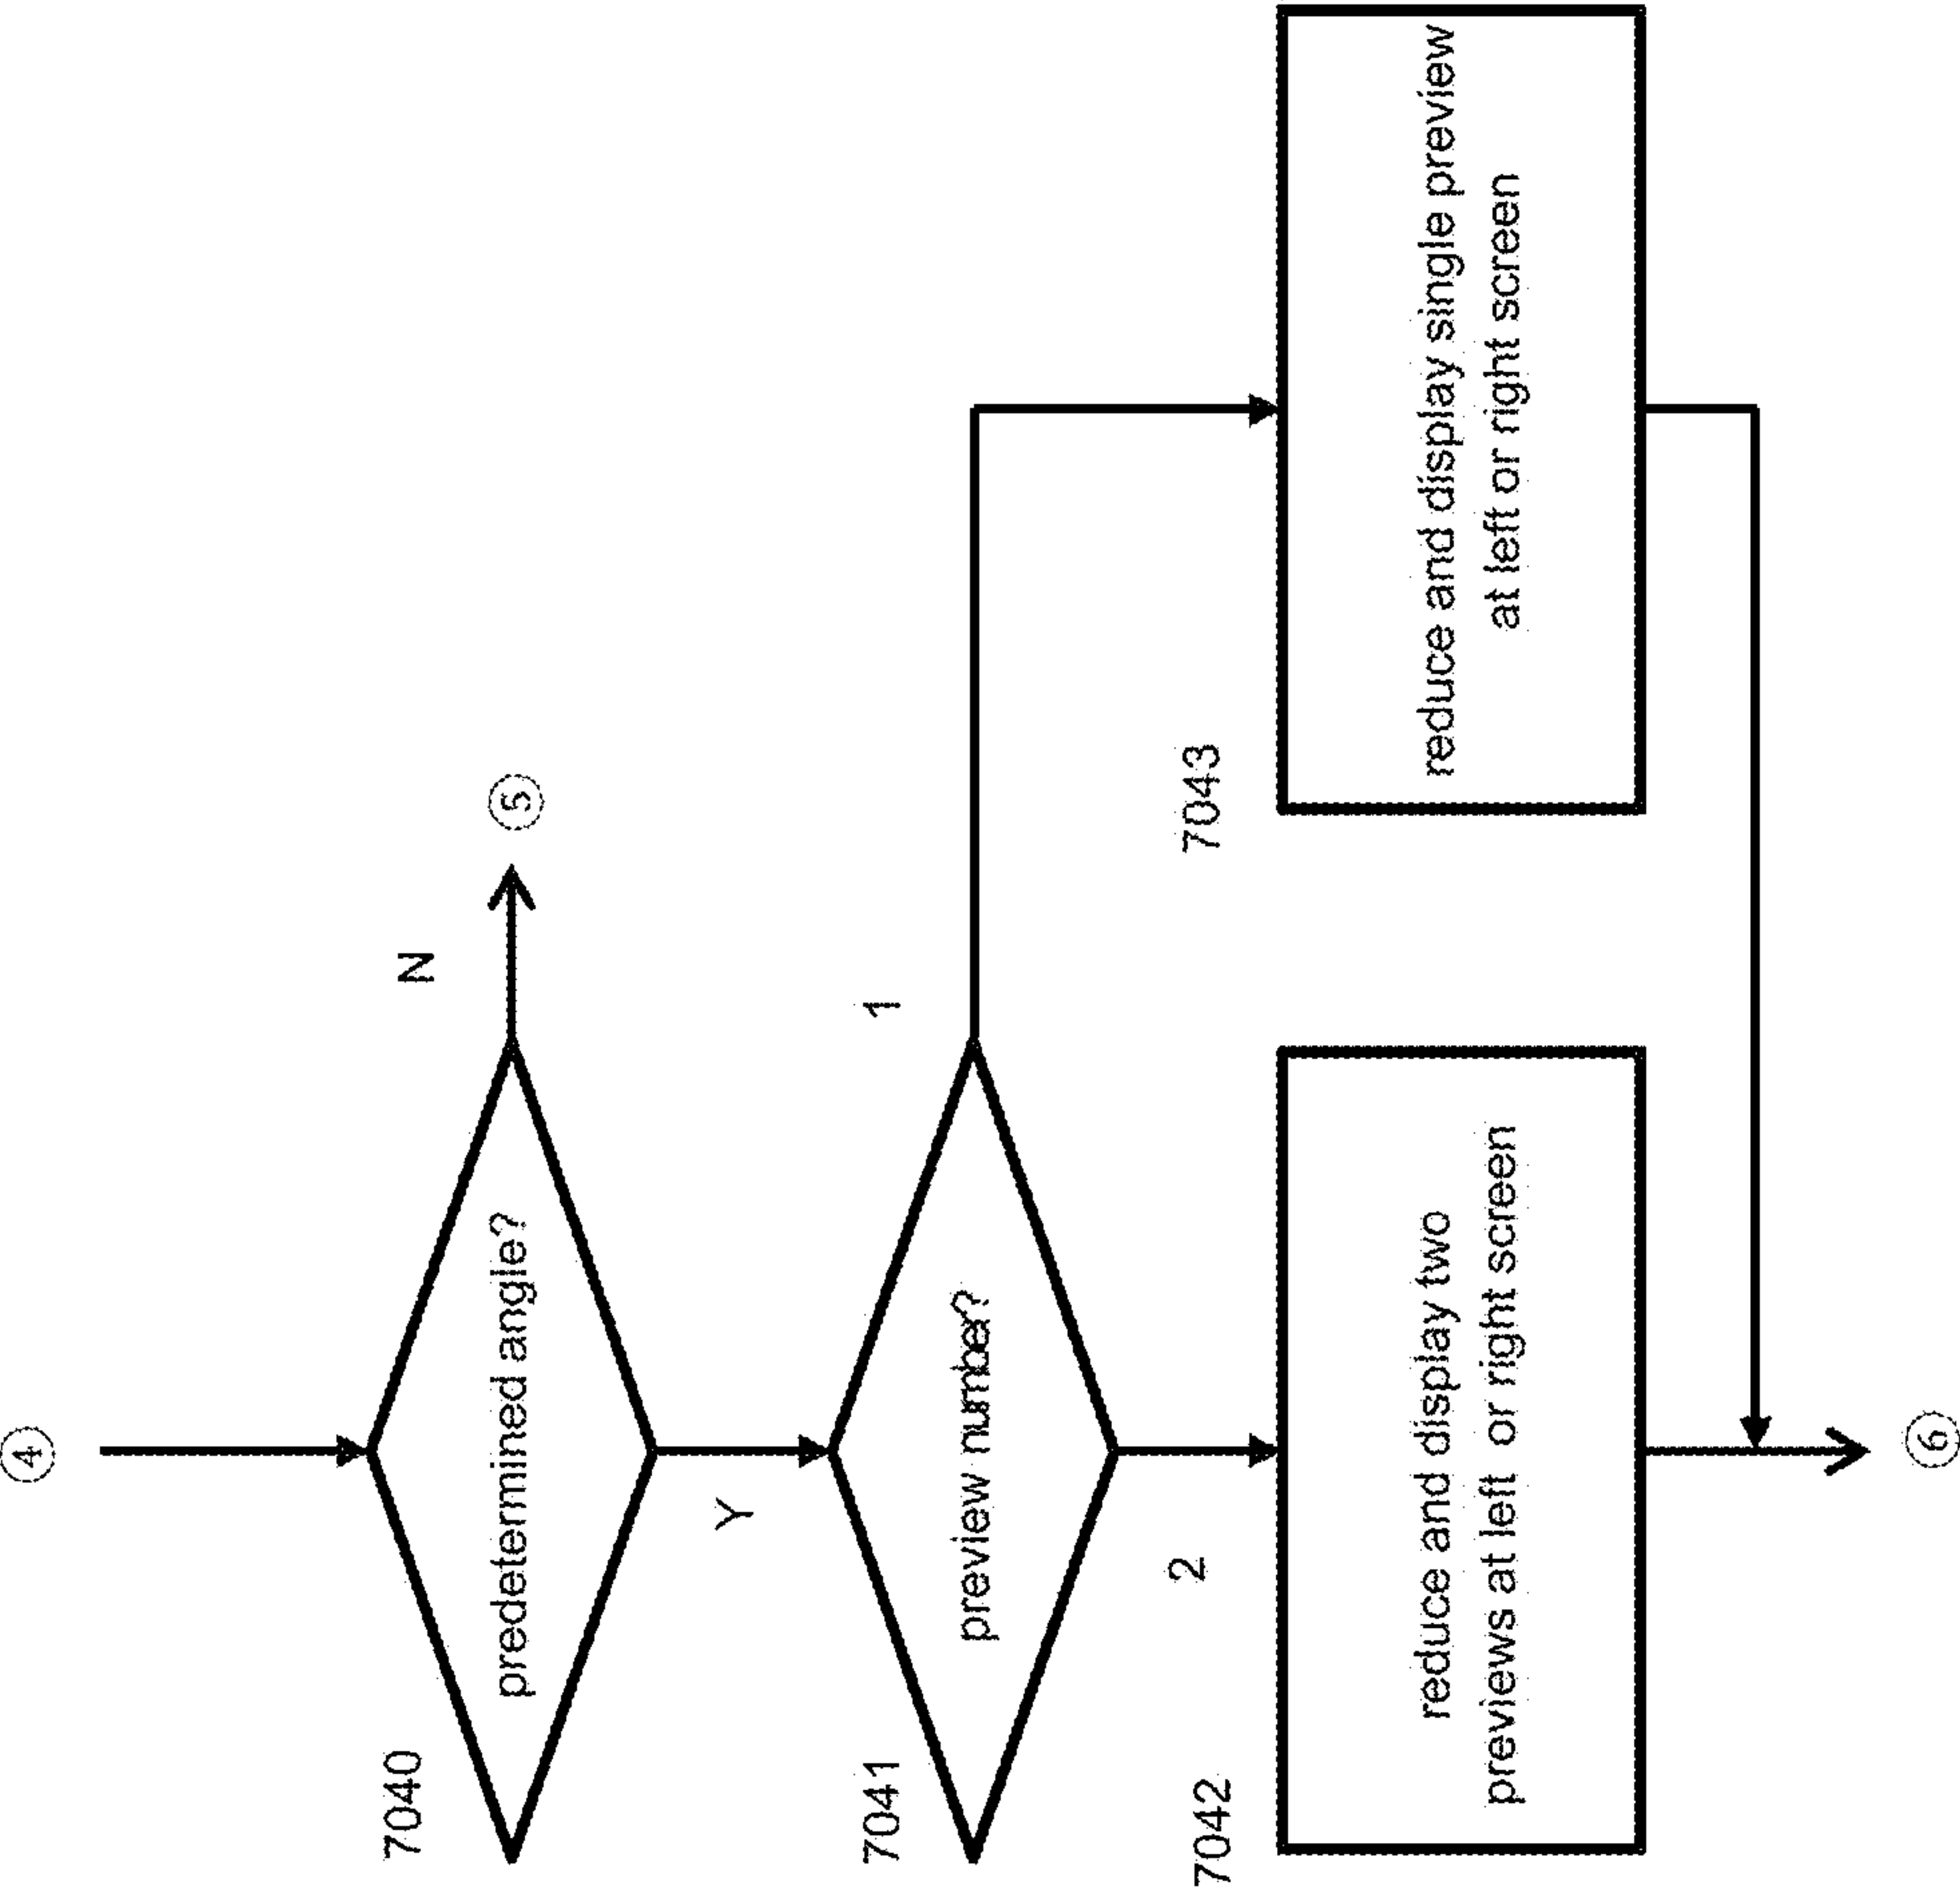 ④
7040
predetermined angle?
N
⑤
Y
7041
preview number?
1
2
7042
reduce and display two
previews at left or right screen
7043
reduce and display single preview
at left or right screen
⑥